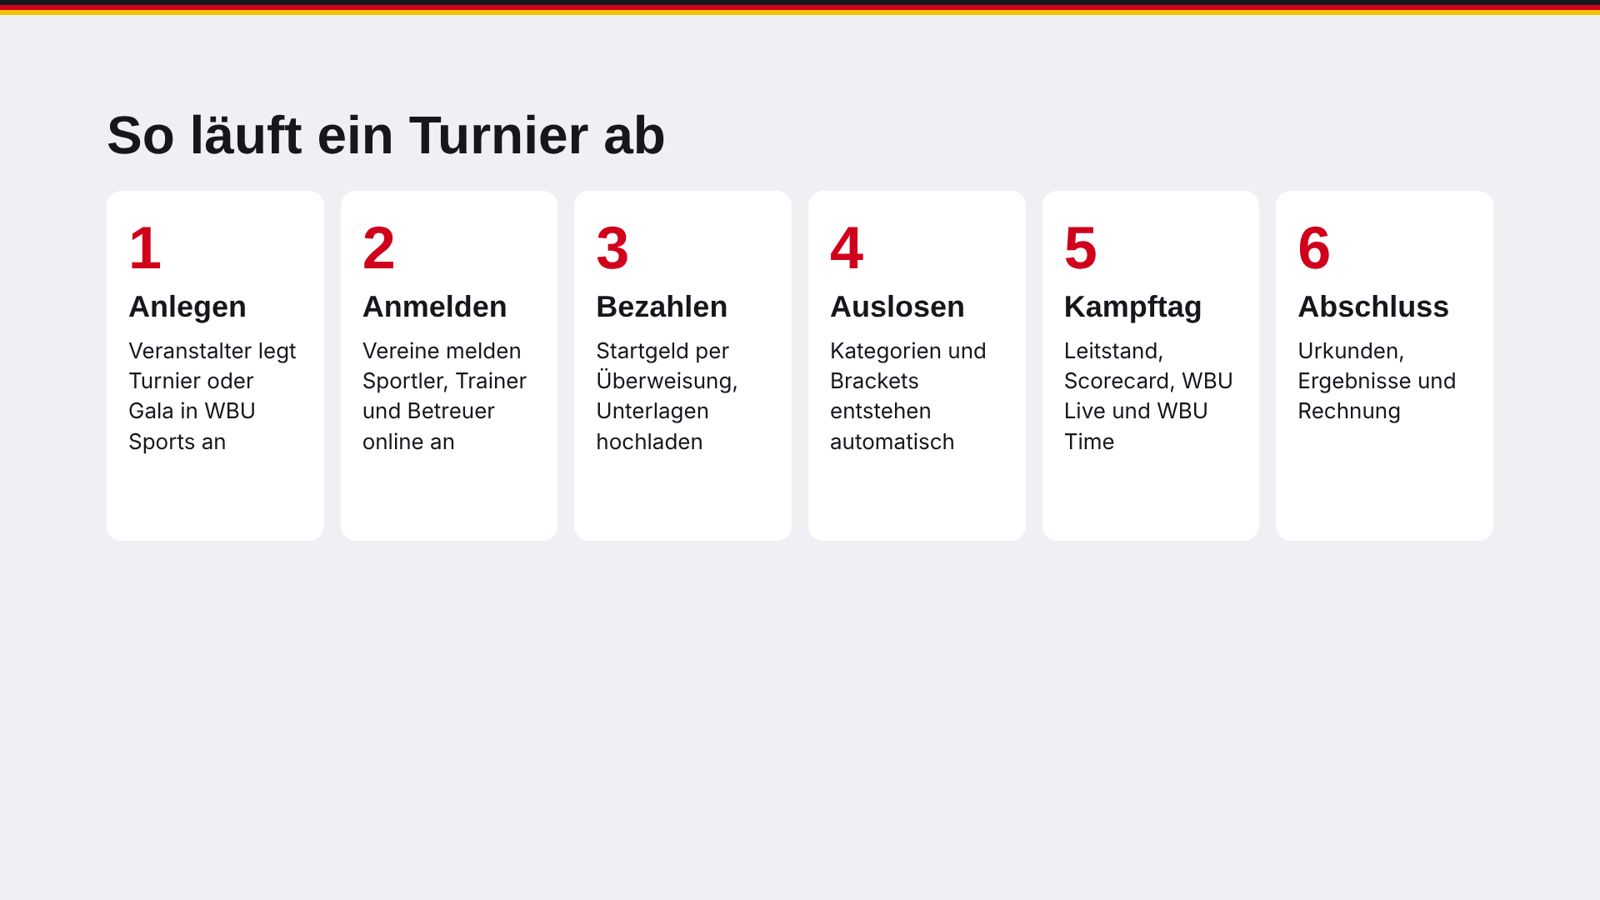 So läuft ein Turnier ab
1
Anlegen
Veranstalter legt
Turnier oder
Gala in WBU
Sports an
2
Anmelden
Vereine melden
Sportler, Trainer
und Betreuer
online an
3
Bezahlen
Startgeld per
Überweisung,
Unterlagen
hochladen
4
Auslosen
Kategorien und
Brackets
entstehen
automatisch
5
Kampftag
Leitstand,
Scorecard, WBU
Live und WBU
Time
6
Abschluss
Urkunden,
Ergebnisse und
Rechnung